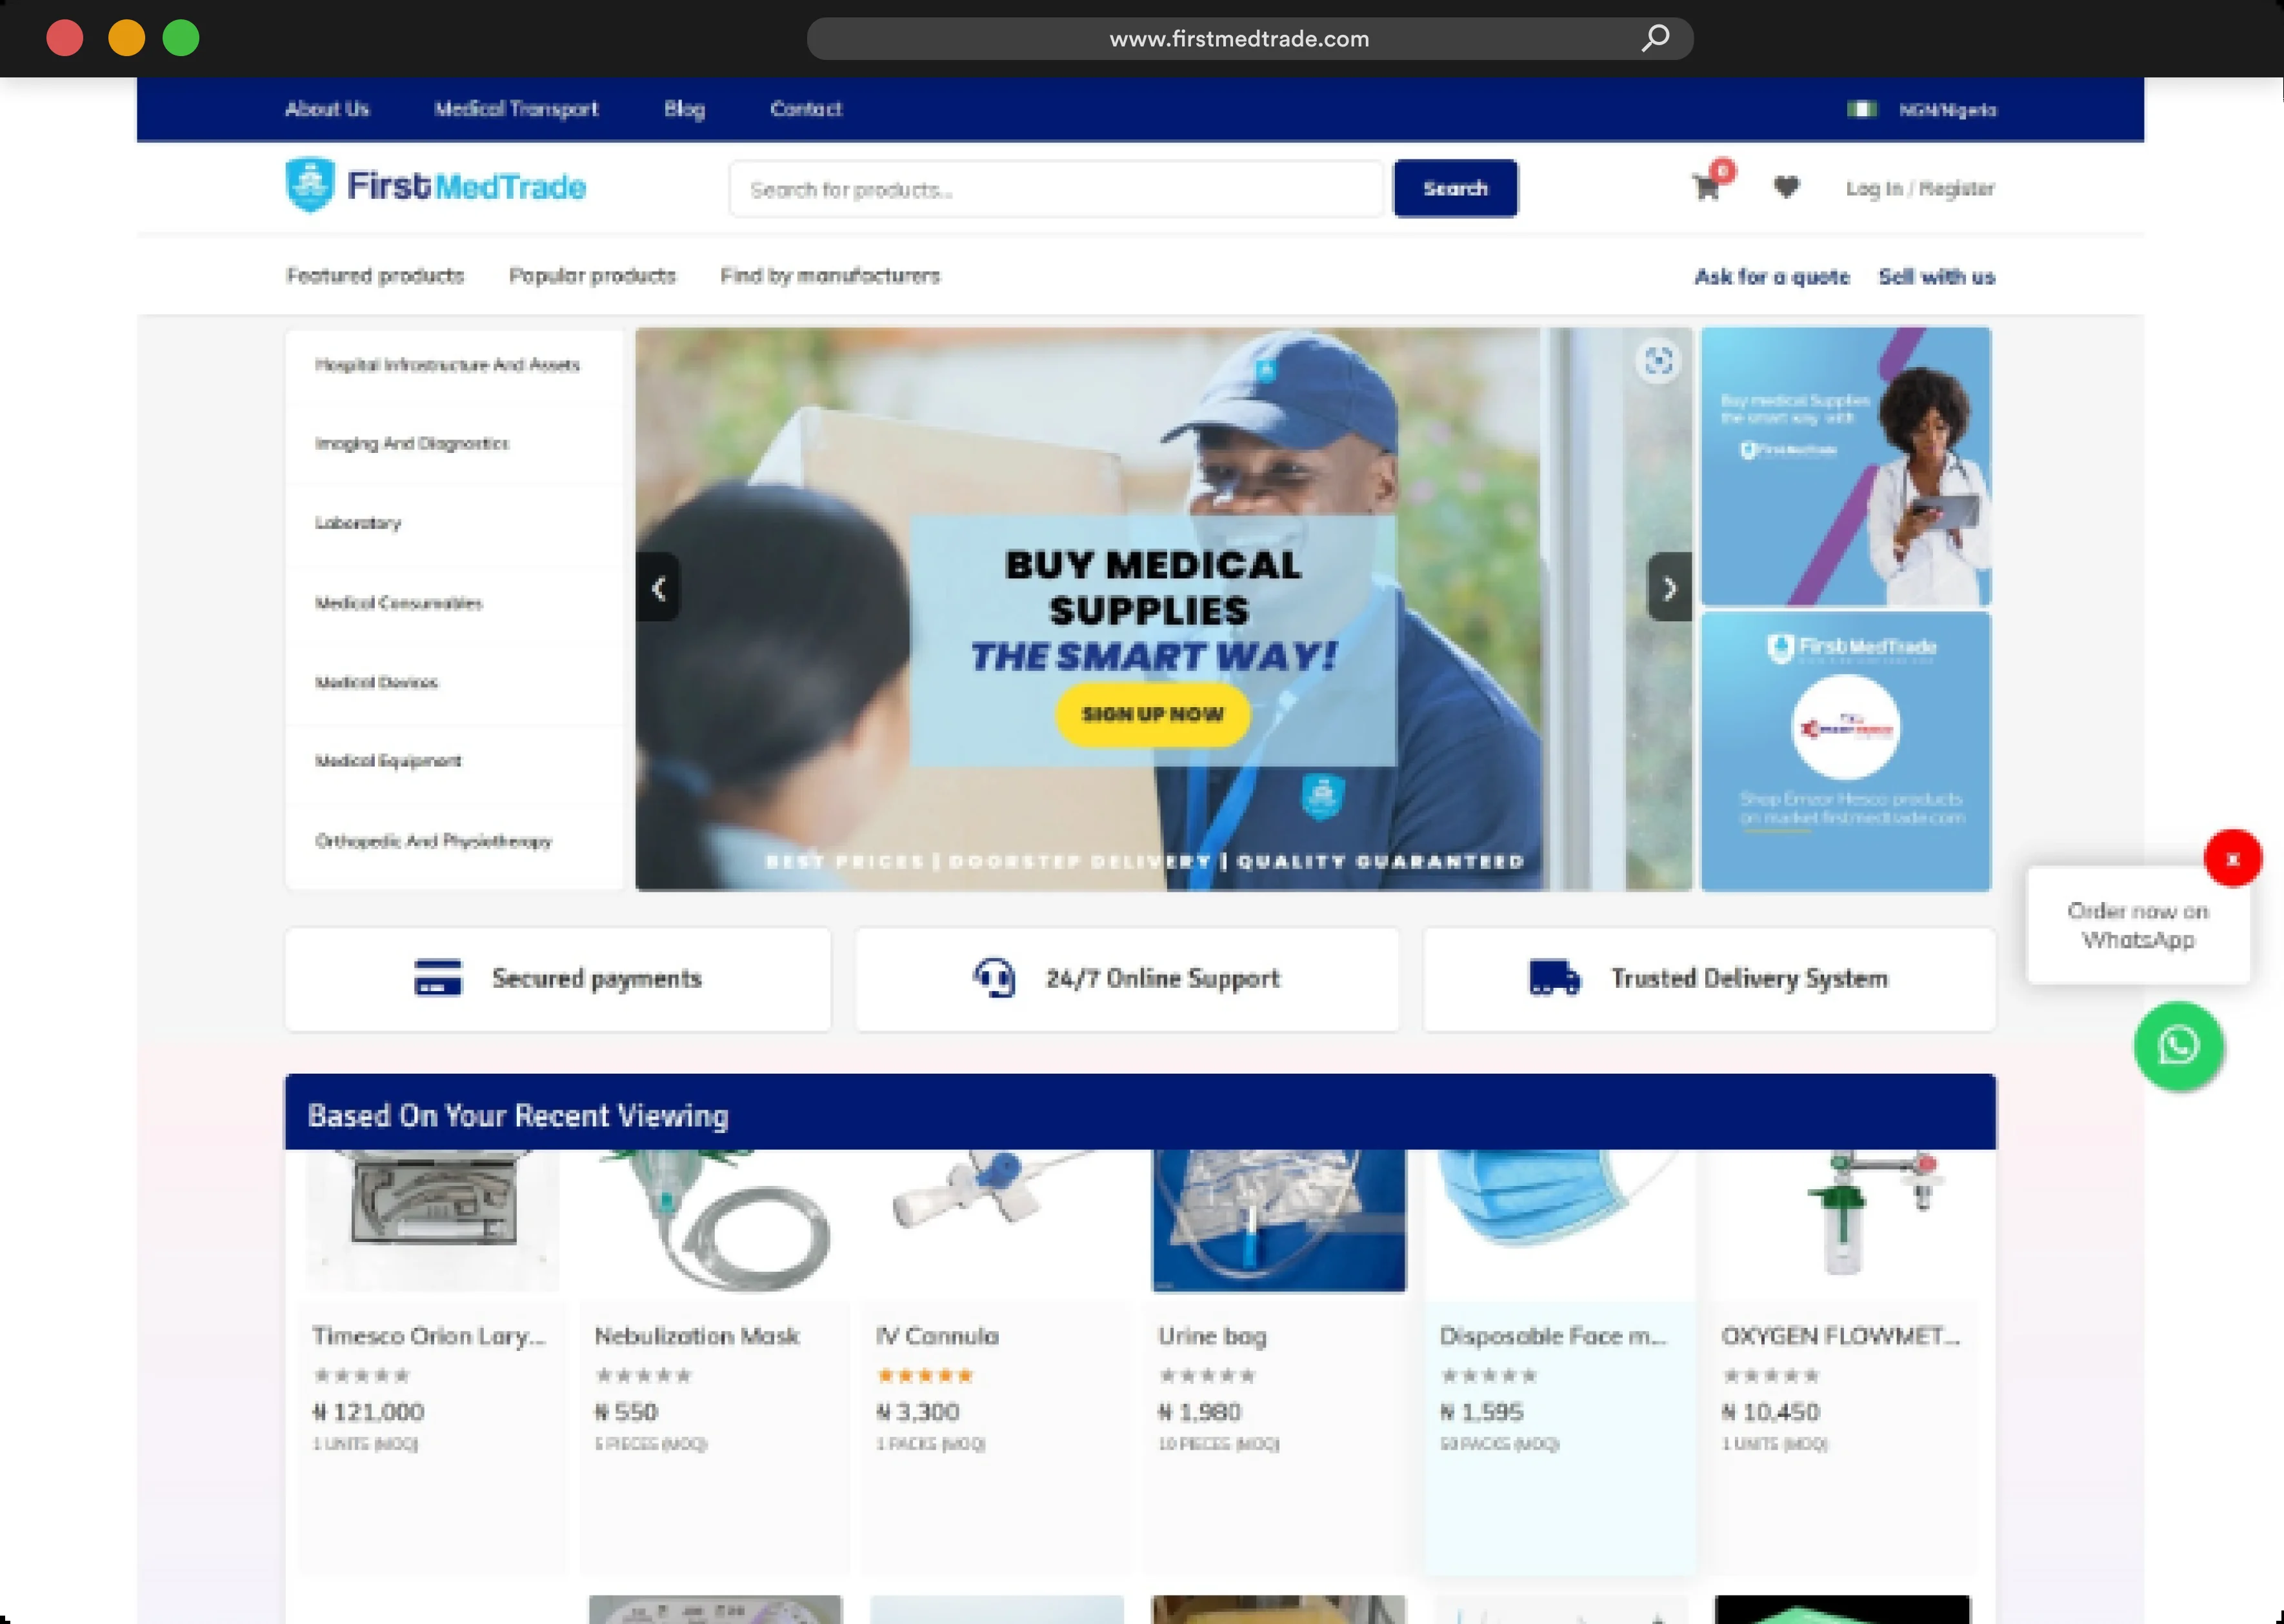 www.firstmedtrade.com
About Us Medical Transport Blog Contact NGN/Nigeria
FirstMedTrade Search for products... Search 0 Log In / Register
Featured products Popular products Find by manufacturers Ask for a quote Sell with us
Hospital Infrastructure And Assets
Imaging And Diagnostics
Laboratory
Medical Consumables
Medical Devices
Medical Equipment
Orthopedic And Physiotherapy
BUY MEDICAL
SUPPLIES
THE SMART WAY!
SIGN UP NOW
BEST PRICES | DOORSTEP DELIVERY | QUALITY GUARANTEED
Buy medical Supplies
the smart way with
FirstMedTrade
FirstMedTrade
Shop Emzor Hesco products
on market.firstmedtrade.com
x
Order now on
WhatsApp
Secured payments 24/7 Online Support Trusted Delivery System
Based On Your Recent Viewing
Timesco Orion Lary... Nebulization Mask IV Cannula Urine bag Disposable Face m... OXYGEN FLOWMET...
₦ 121,000 ₦ 550 ₦ 3,300 ₦ 1,980 ₦ 1,595 ₦ 10,450
1 UNITS (MOQ) 5 PIECES (MOQ) 1 PACKS (MOQ) 10 PIECES (MOQ) 50 PACKS (MOQ) 1 UNITS (MOQ)